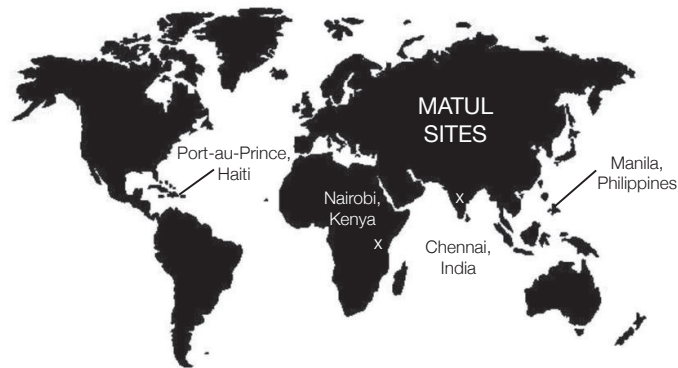 MATUL
SITES
Port-au-Prince,
Haiti
Nairobi,
Kenya
x
x
Chennai,
India
Manila,
Philippines